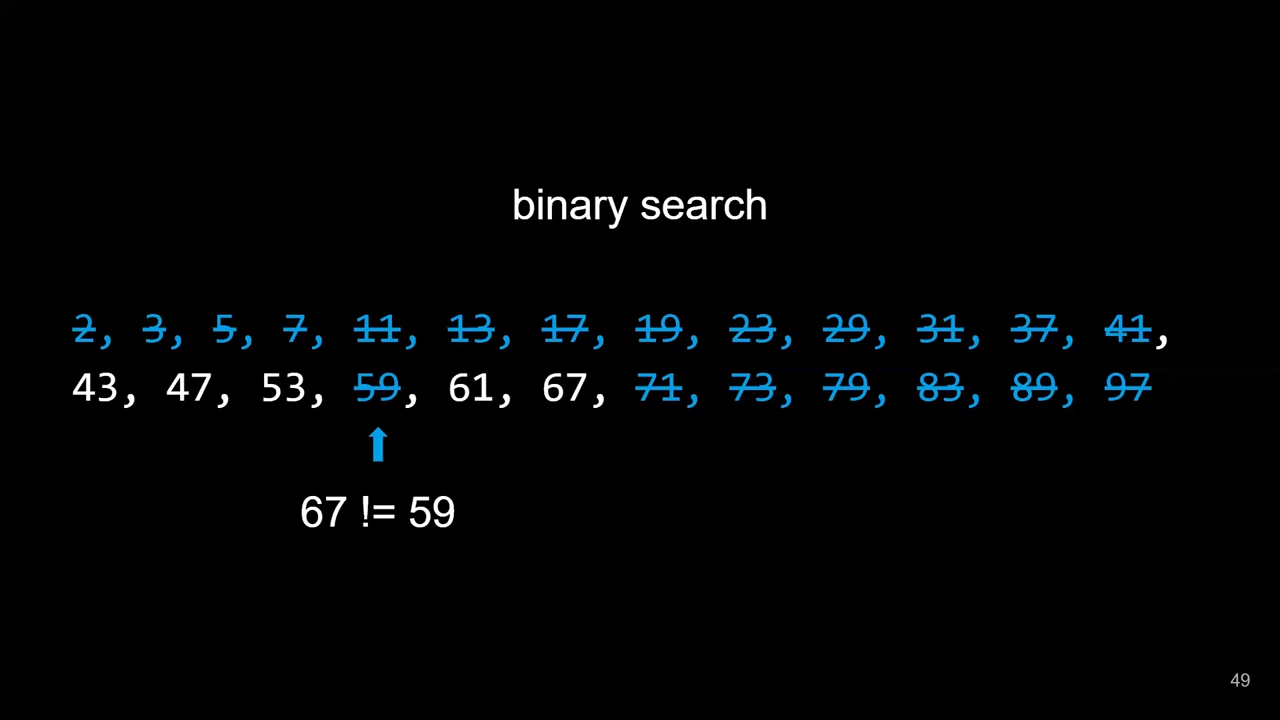 binary search
2, 3, 5, 7, 11, 13, 17, 19, 23, 29, 31, 37, 41,
43, 47, 53, 59, 61, 67, 71, 73, 79, 83, 89, 97
67 != 59
49